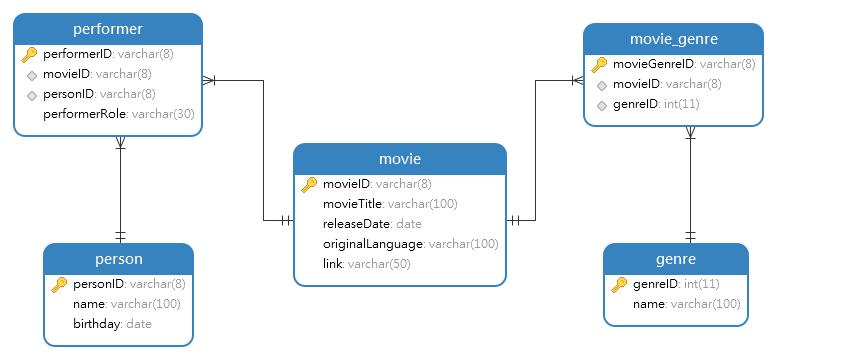 performer
performerID: varchar(8)
movieID: varchar(8)
personID: varchar(8)
performerRole: varchar(30)
movie_genre
movieGenreID: varchar(8)
movieID: varchar(8)
genreID: int(11)
movie
movieID: varchar(8)
movieTitle: varchar(100)
releaseDate: date
originalLanguage: varchar(100)
link: varchar(50)
person
personID: varchar(8)
name: varchar(100)
birthday: date
genre
genreID: int(11)
name: varchar(100)